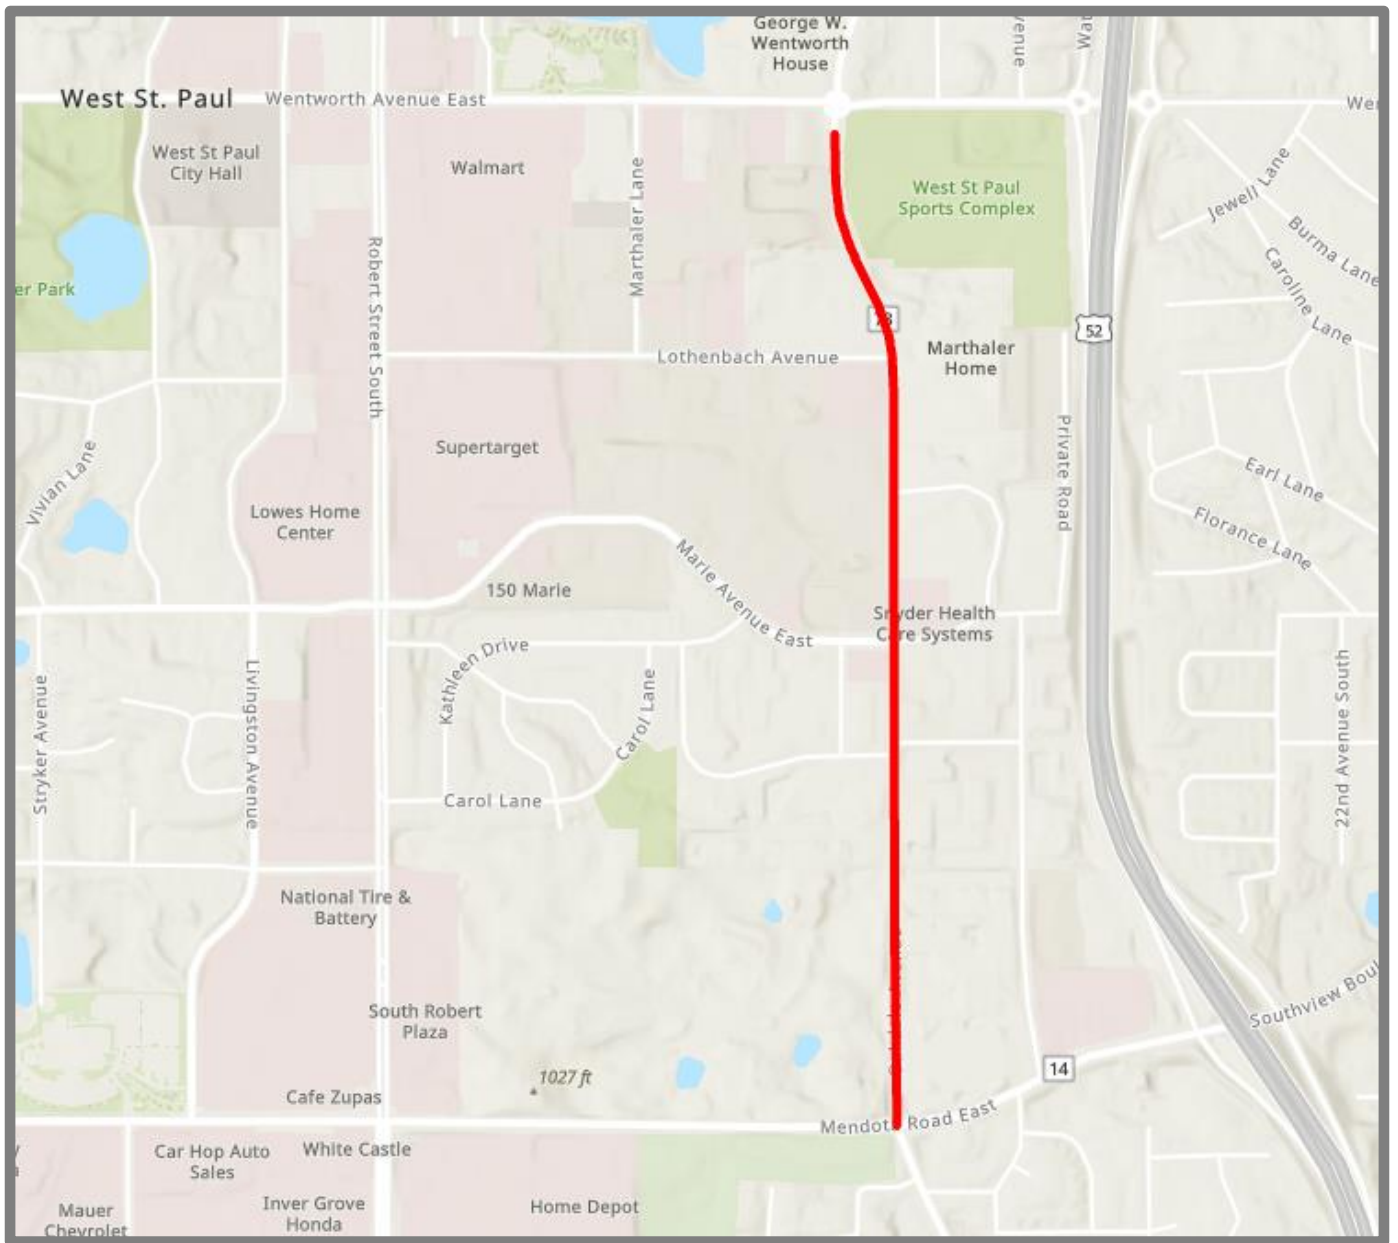 George W.
Wentworth
House
West St. Paul
Wentworth Avenue East
West St Paul
City Hall
Walmart
Marthaler Lane
West St Paul
Sports Complex
Jewell Lane
Burma Lane
Caroline Lane
er Park
Robert Street South
52
Lothenbach Avenue
Marthaler
Home
Supertarget
Private Road
Vivian Lane
Lowes Home
Center
Earl Lane
Florance Lane
Marie Avenue East
150 Marie
Snyder Health
Care Systems
Kathleen Drive
Carol Lane
Stryker Avenue
Livingston Avenue
22nd Avenue South
Carol Lane
National Tire &
Battery
South Robert
Plaza
Southview Boul
1027 ft
14
Cafe Zupas
Mendota Road East
Car Hop Auto
Sales
White Castle
Mauer
Chevrolet
Inver Grove
Honda
Home Depot